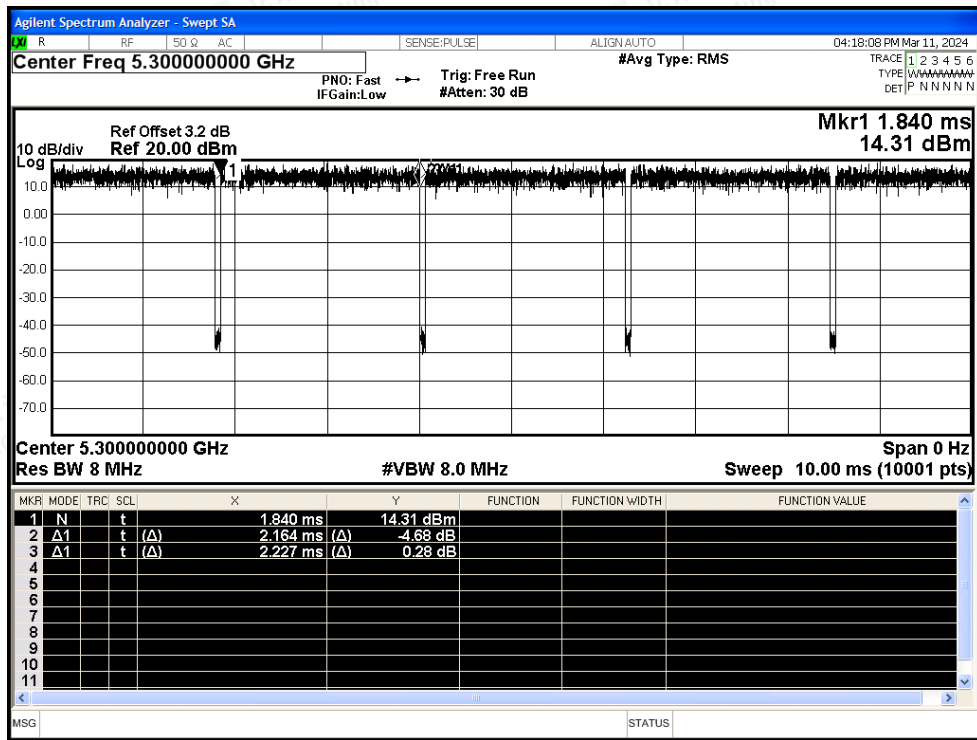 Agilent Spectrum Analyzer - Swept SA
LXI R RF 50 Ω AC SENSE:PULSE ALIGN AUTO 04:18:08 PM Mar 11, 2024
Center Freq 5.300000000 GHz #Avg Type: RMS TRACE 1 2 3 4 5 6
PNO: Fast Trig: Free Run TYPE WWWWWW
IFGain:Low #Atten: 30 dB DET P N N N N N
Mkr1 1.840 ms
14.31 dBm
Ref Offset 3.2 dB
10 dB/div Ref 20.00 dBm
Log
1
10.0
0.00
-10.0
-20.0
-30.0
-40.0
-50.0
-60.0
-70.0
Center 5.300000000 GHz Span 0 Hz
Res BW 8 MHz #VBW 8.0 MHz Sweep 10.00 ms (10001 pts)
MKR MODE TRC SCL X Y FUNCTION FUNCTION WIDTH FUNCTION VALUE
1 N t 1.840 ms 14.31 dBm
2 Δ1 t (Δ) 2.164 ms (Δ) -4.68 dB
3 Δ1 t (Δ) 2.227 ms (Δ) 0.28 dB
4
5
6
7
8
9
10
11
MSG STATUS